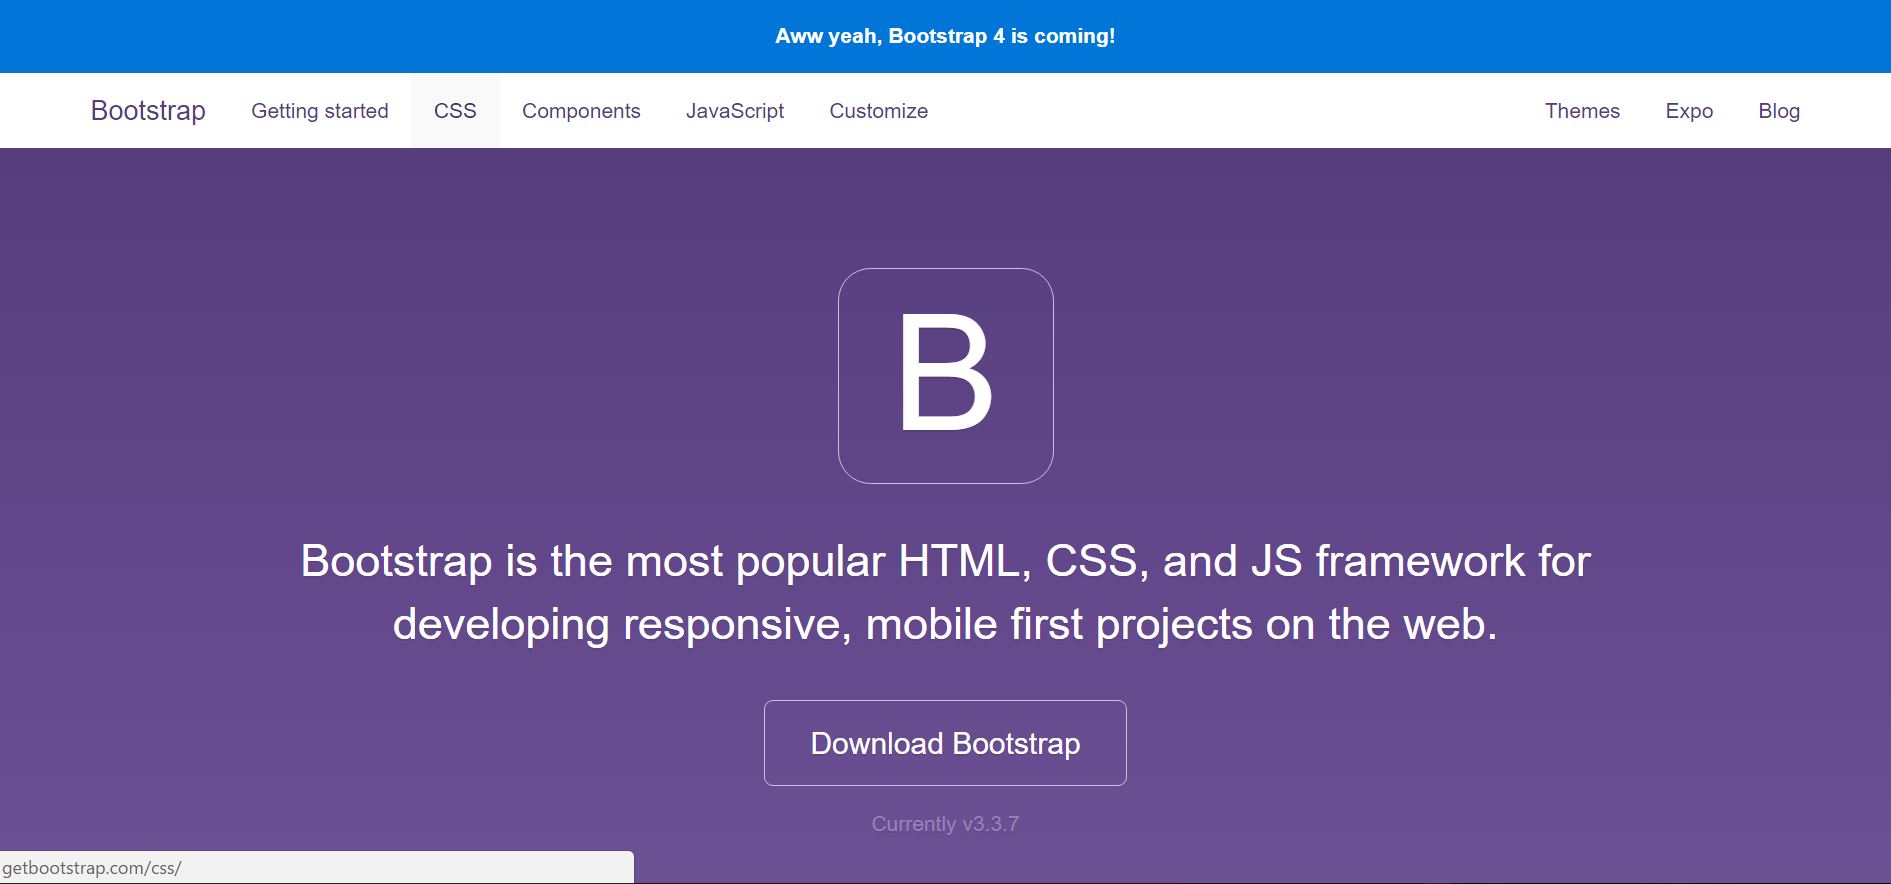 Aww yeah, Bootstrap 4 is coming!
Bootstrap Getting started CSS Components JavaScript Customize Themes Expo Blog
B
Bootstrap is the most popular HTML, CSS, and JS framework for
developing responsive, mobile first projects on the web.
Download Bootstrap
Currently v3.3.7
getbootstrap.com/css/